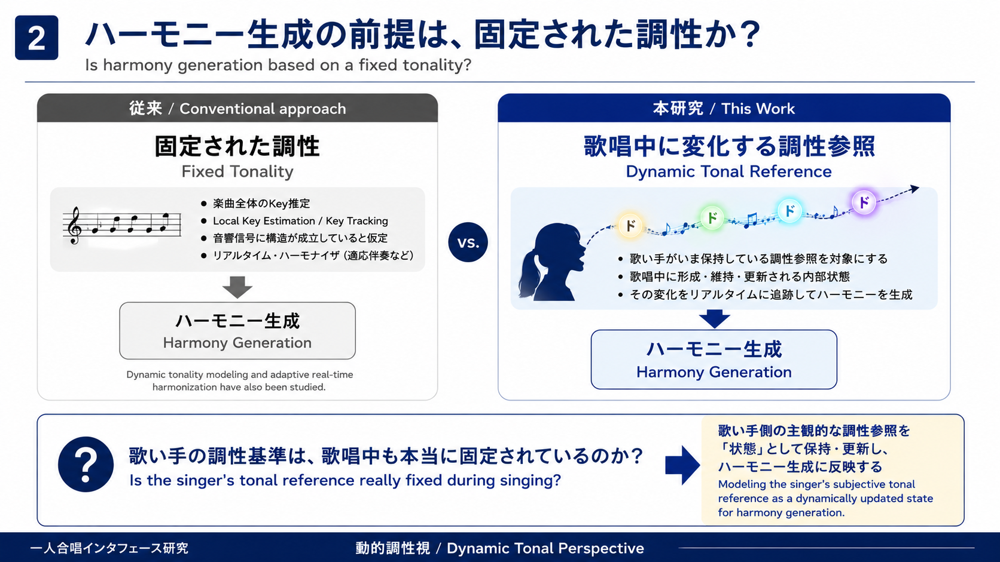 2
ハーモニー生成の前提は、固定された調性か？
Is harmony generation based on a fixed tonality?
従来 / Conventional approach
固定された調性
Fixed Tonality
● 楽曲全体のKey推定
● Local Key Estimation / Key Tracking
● 音響信号に構造が成立していると仮定
● リアルタイム・ハーモナイザ（適応伴奏など）
ハーモニー生成
Harmony Generation
Dynamic tonality modeling and adaptive real-time
harmonization have also been studied.
vs.
本研究 / This Work
歌唱中に変化する調性参照
Dynamic Tonal Reference
ド ド ド ド
• 歌い手がいま保持している調性参照を対象にする
• 歌唱中に形成・維持・更新される内部状態
• その変化をリアルタイムに追跡してハーモニーを生成
ハーモニー生成
Harmony Generation
?
歌い手の調性基準は、歌唱中も本当に固定されているのか？
Is the singer's tonal reference really fixed during singing?
歌い手側の主観的な調性参照を
「状態」として保持・更新し、
ハーモニー生成に反映する
Modeling the singer's subjective tonal
reference as a dynamically updated state
for harmony generation.
一人合唱インタフェース研究
動的調性視 / Dynamic Tonal Perspective